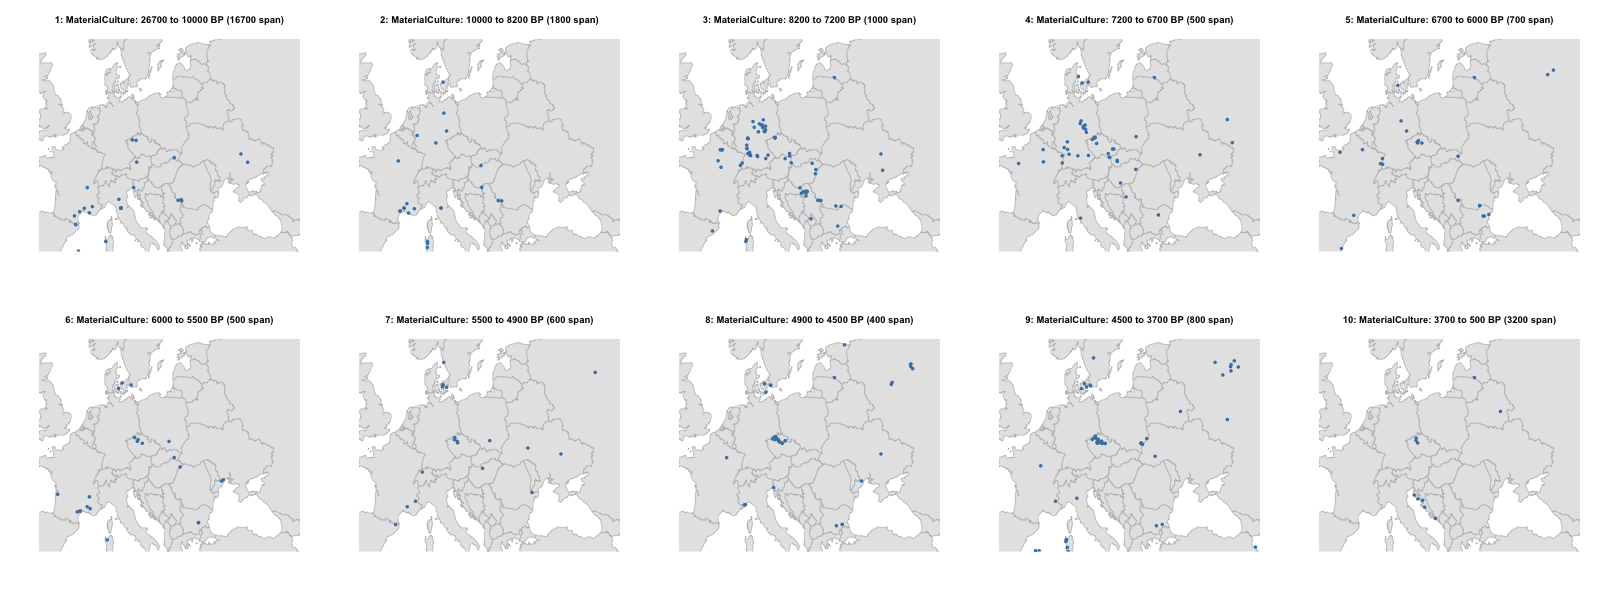 1: MaterialCulture: 26700 to 10000 BP (16700 span)
2: MaterialCulture: 10000 to 8200 BP (1800 span)
3: MaterialCulture: 8200 to 7200 BP (1000 span)
4: MaterialCulture: 7200 to 6700 BP (500 span)
5: MaterialCulture: 6700 to 6000 BP (700 span)
6: MaterialCulture: 6000 to 5500 BP (500 span)
7: MaterialCulture: 5500 to 4900 BP (600 span)
8: MaterialCulture: 4900 to 4500 BP (400 span)
9: MaterialCulture: 4500 to 3700 BP (800 span)
10: MaterialCulture: 3700 to 500 BP (3200 span)